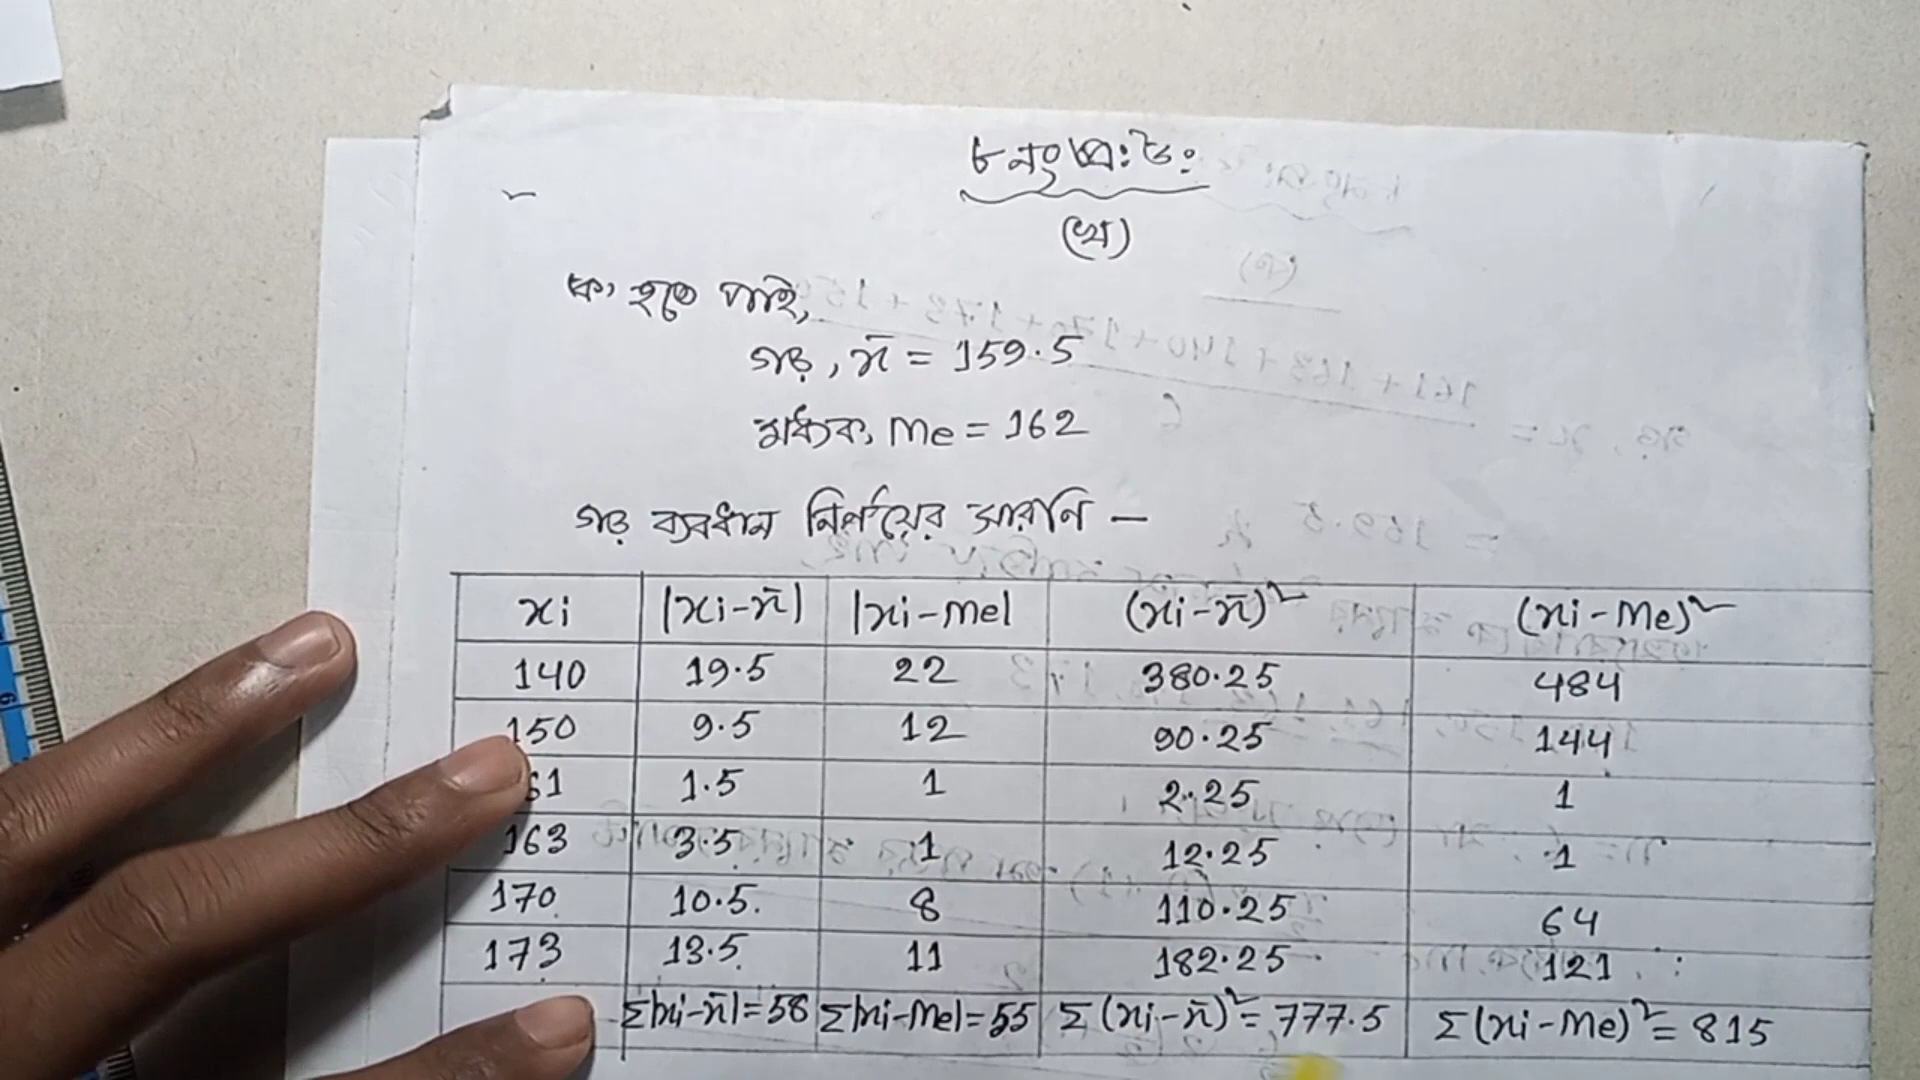 ৮ নং প্রঃ উঃ
(খ)
'ক' হতে পাই,
গড়, x̄ = 159.5
মধ্যক, Me = 162
গড় ব্যবধান নির্ণয়ের সারণি —
xi |xi-x̄| |xi-Me| (xi-x̄)² (xi-Me)²
140 19.5 22 380.25 484
150 9.5 12 90.25 144
61 1.5 1 2.25 1
163 3.5 1 12.25 1
170 10.5 8 110.25 64
173 13.5 11 182.25 121
Σ|xi-x̄|=58 Σ|xi-Me|=55 Σ(xi-x̄)²=777.5 Σ(xi-Me)²=815